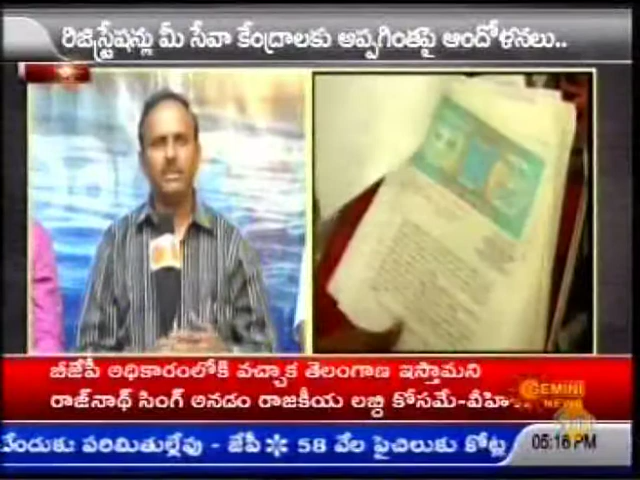 రిజిస్ట్రేషన్లు మీ సేవా కేంద్రాలకు అప్పగింతపై ఆందోళనలు..
బీజేపీ అధికారంలోకి వచ్చాక తెలంగాణ ఇస్తామని
రాజ్‌నాథ్ సింగ్ అనడం రాజకీయ లబ్ది కోసమే-వీహెచ్
GEMINI NEWS
పరిమితుల్లేవు - జేపీ ✻ 58 వేల పైచిలుకు కోట్ల
05:16 PM